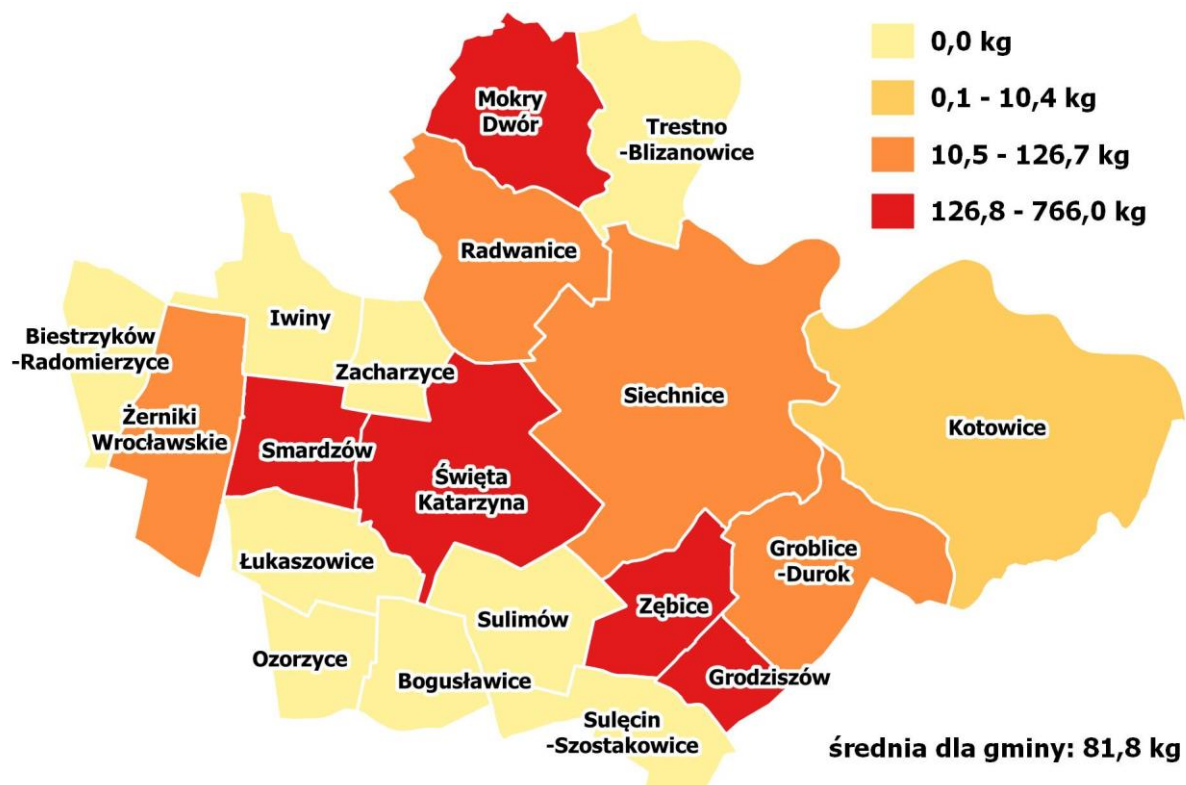 0,0 kg
0,1 - 10,4 kg
10,5 - 126,7 kg
126,8 - 766,0 kg
Mokry
Dwór
Trestno
-Blizanowice
Radwanice
Iwiny
Biestrzyków
-Radomierzyce
Zacharzyce
Siechnice
Żerniki
Wrocławskie
Kotowice
Smardzów
Święta
Katarzyna
Łukaszowice
Groblice
-Durok
Zębice
Sulimów
Ozorzyce
Bogusławice
Grodziszów
Sulęcin
-Szostakowice
średnia dla gminy: 81,8 kg